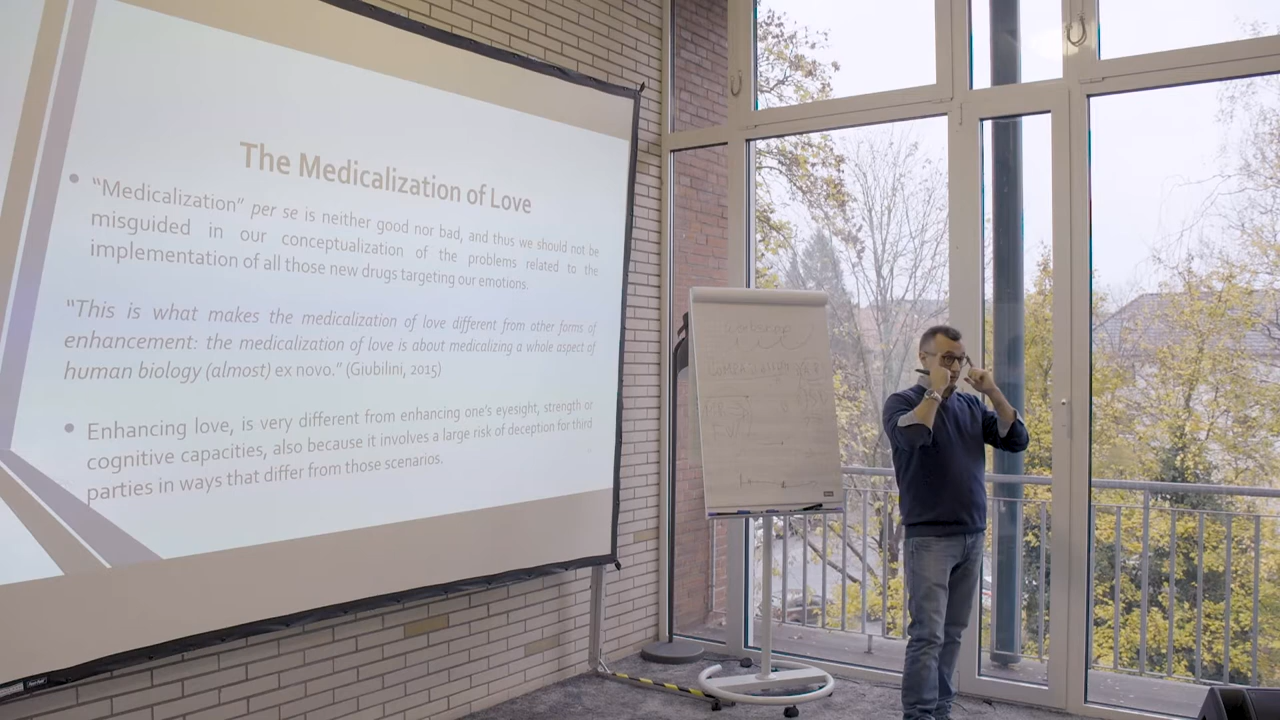 The Medicalization of Love
• “Medicalization” per se is neither good nor bad, and thus we should not be
misguided in our conceptualization of the problems related to the
implementation of all those new drugs targeting our emotions.
“This is what makes the medicalization of love different from other forms of
enhancement: the medicalization of love is about medicalizing a whole aspect of
human biology (almost) ex novo.” (Giubilini, 2015)
• Enhancing love, is very different from enhancing one’s eyesight, strength or
cognitive capacities, also because it involves a large risk of deception for third
parties in ways that differ from those scenarios.